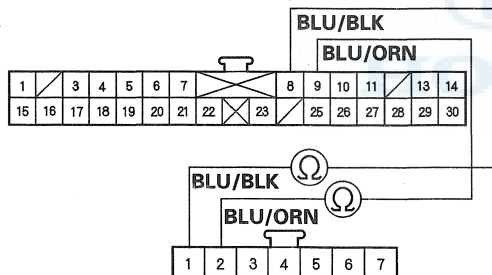 BLU/BLK
BLU/ORN
1 3 4 5 6 7 8 9 10 11 13 14
15 16 17 18 19 20 21 22 23 25 26 27 28 29 30
Ω
BLU/BLK
Ω
BLU/ORN
1 2 3 4 5 6 7